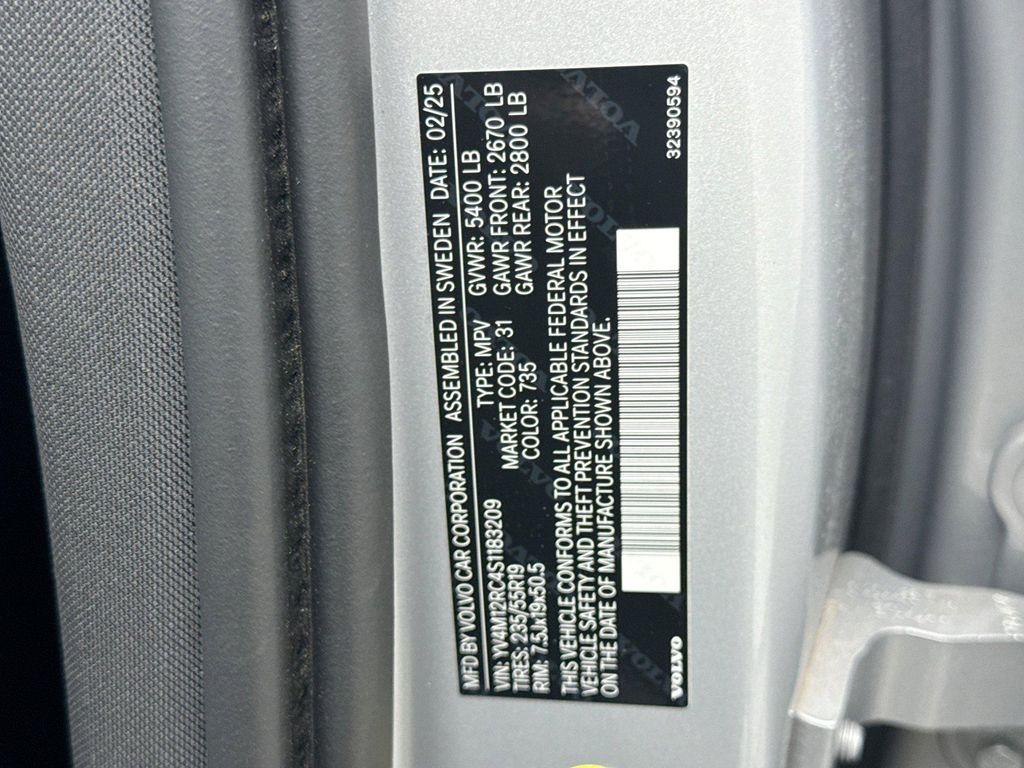 MFD BY VOLVO CAR CORPORATION ASSEMBLED IN SWEDEN DATE: 02/25
VIN: YV4M12RC4S1183209 TYPE: MPV GVWR: 5400 LB
TIRES: 235/55R19 MARKET CODE: 31 GAWR FRONT: 2670 LB
RIM: 7.5Jx19x50.5 COLOR: 735 GAWR REAR: 2800 LB
THIS VEHICLE CONFORMS TO ALL APPLICABLE FEDERAL MOTOR
VEHICLE SAFETY AND THEFT PREVENTION STANDARDS IN EFFECT
ON THE DATE OF MANUFACTURE SHOWN ABOVE.
VOLVO 32390594